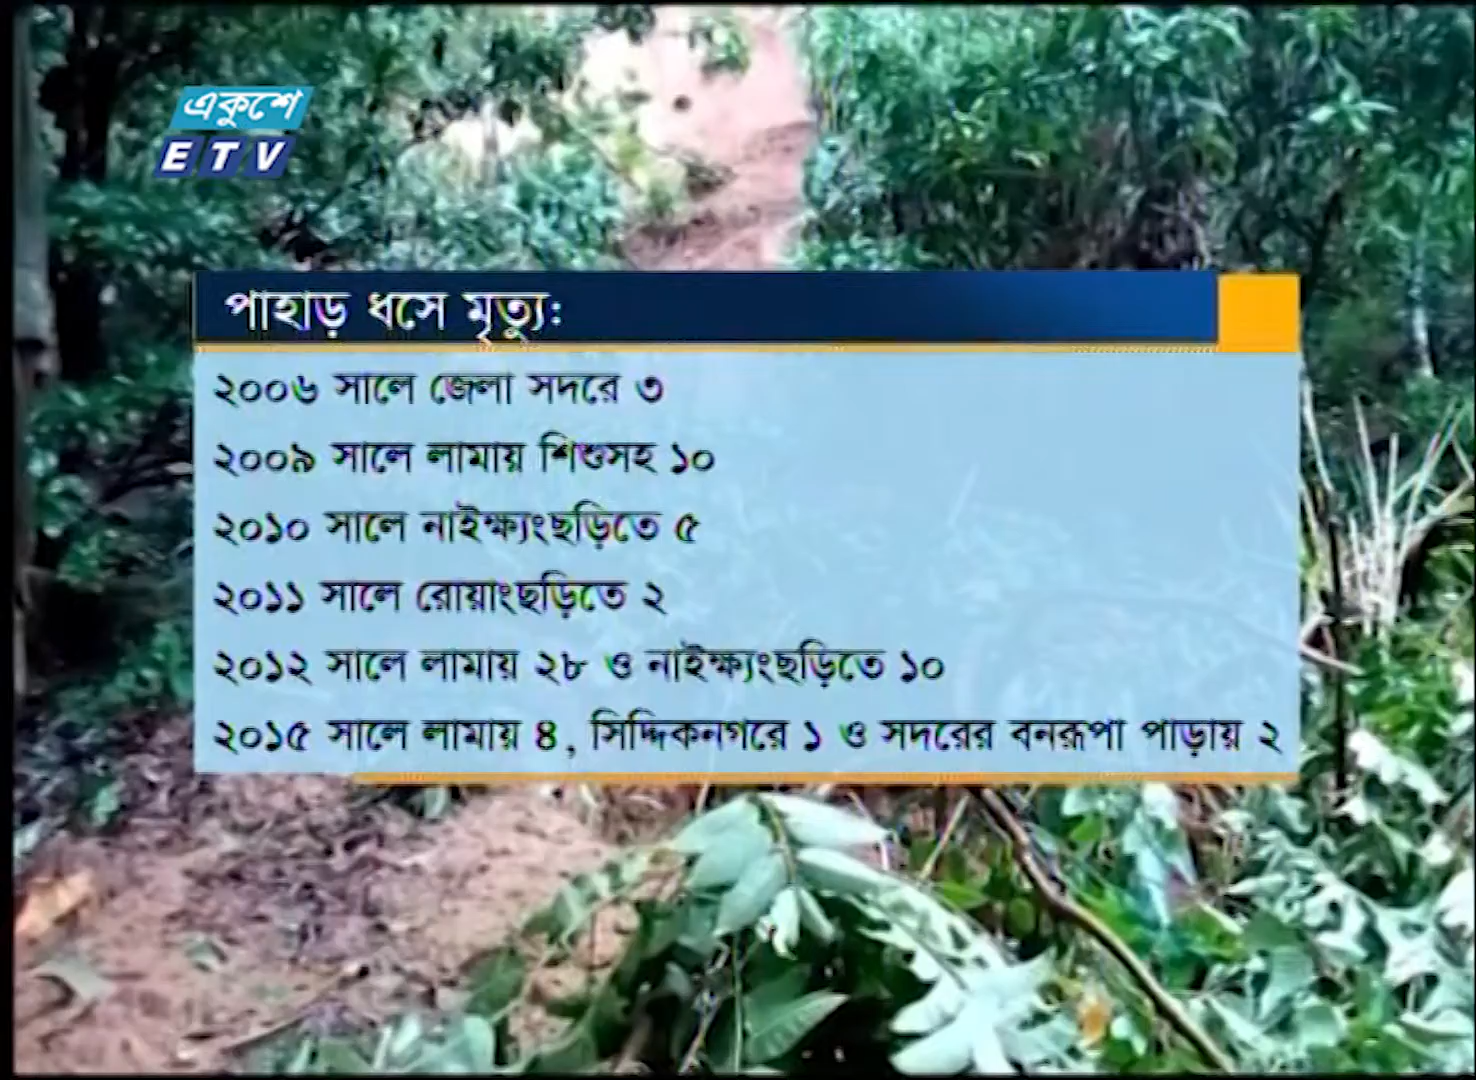 একুশে
ETV
পাহাড় ধসে মৃত্যু:
২০০৬ সালে জেলা সদরে ৩
২০০৯ সালে লামায় শিশুসহ ১০
২০১০ সালে নাইক্ষ্যংছড়িতে ৫
২০১১ সালে রোয়াংছড়িতে ২
২০১২ সালে লামায় ২৮ ও নাইক্ষ্যংছড়িতে ১০
২০১৫ সালে লামায় ৪, সিদ্দিকনগরে ১ ও সদরের বনরূপা পাড়ায় ২